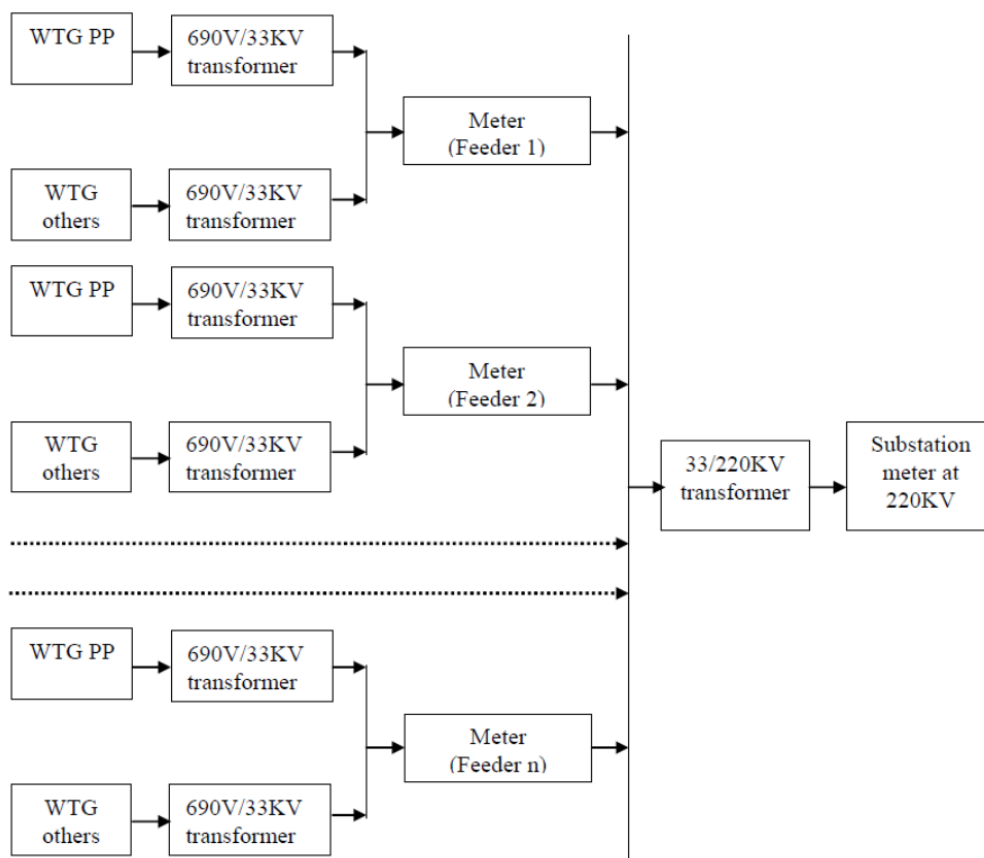 WTG PP
690V/33KV
transformer
Meter
(Feeder 1)
WTG
others
690V/33KV
transformer
WTG PP
690V/33KV
transformer
Meter
(Feeder 2)
WTG
others
690V/33KV
transformer
33/220KV
transformer
Substation
meter at
220KV
WTG PP
690V/33KV
transformer
Meter
(Feeder n)
WTG
others
690V/33KV
transformer